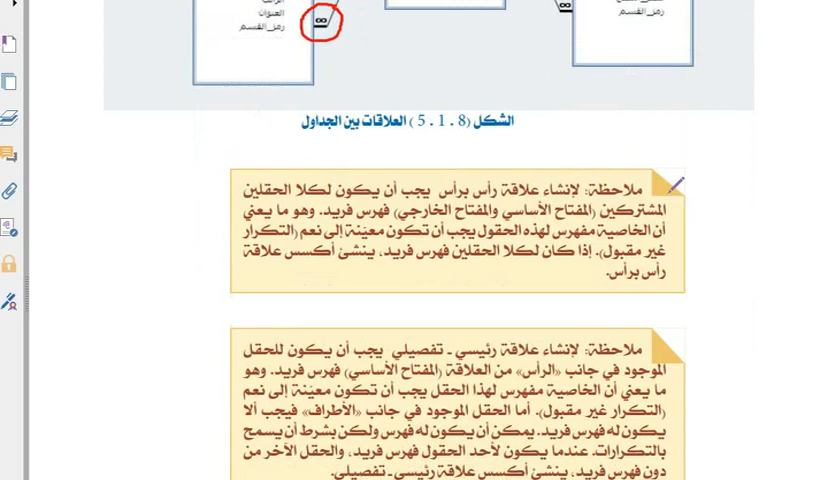 العنوان
رمز_القسم
رمز_القسم
الشكل (5 . 1 . 8) العلاقات بين الجداول
ملاحظة: لإنشاء علاقة رأس برأس يجب أن يكون لكلا الحقلين
المشتركين (المفتاح الأساسي والمفتاح الخارجي) فهرس فريد. وهو ما يعني
أن الخاصية مفهرس لهذه الحقول يجب أن تكون معيّنة إلى نعم (التكرار
غير مقبول). إذا كان لكلا الحقلين فهرس فريد، ينشئ أكسس علاقة
رأس برأس.
ملاحظة: لإنشاء علاقة رئيسي - تفصيلي يجب أن يكون للحقل
الموجود في جانب «الرأس» من العلاقة (المفتاح الأساسي) فهرس فريد. وهو
ما يعني أن الخاصية مفهرس لهذا الحقل يجب أن تكون معيّنة إلى نعم
(التكرار غير مقبول). أما الحقل الموجود في جانب «الأطراف» فيجب ألا
يكون له فهرس فريد. يمكن أن يكون له فهرس ولكن بشرط أن يسمح
بالتكرارات. عندما يكون لأحد الحقول فهرس فريد، والحقل الآخر من
دون فهرس فريد، ينشئ أكسس علاقة رئيسي - تفصيلي.